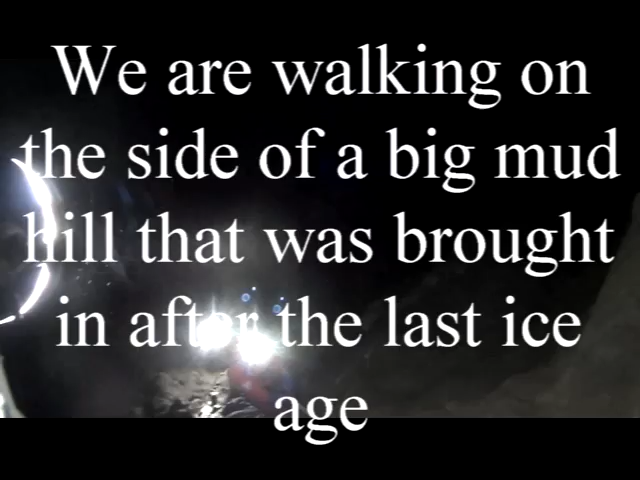 We are walking on
the side of a big mud
hill that was brought
in after the last ice
age